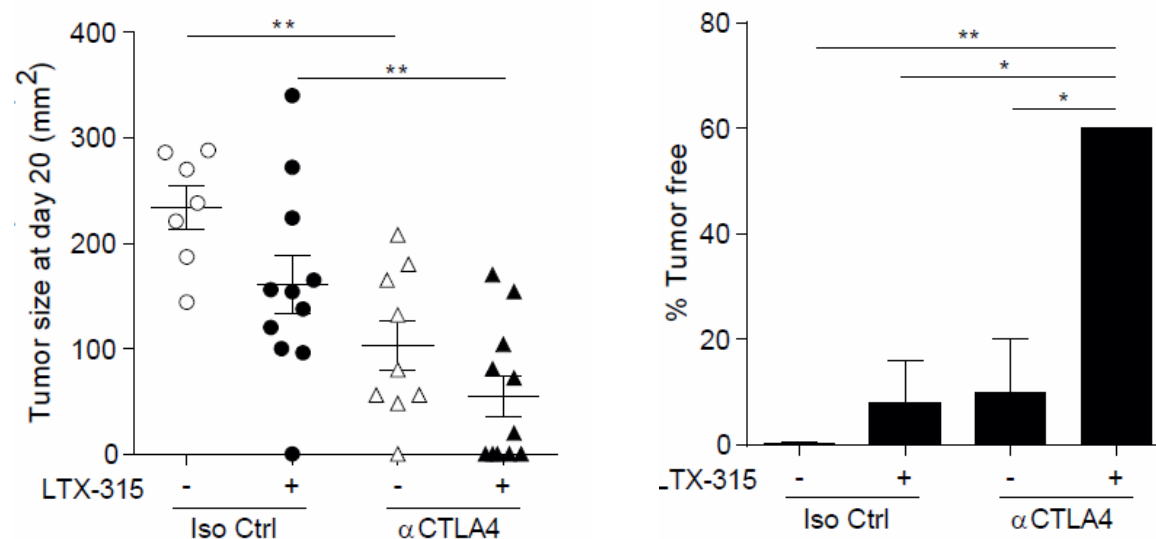 Tumor size at day 20 (mm2)
400
300
200
100
0
**
**
LTX-315
- + - +
Iso Ctrl
αCTLA4
% Tumor free
80
60
40
20
0
**
*
*
LTX-315
- + - +
Iso Ctrl
αCTLA4